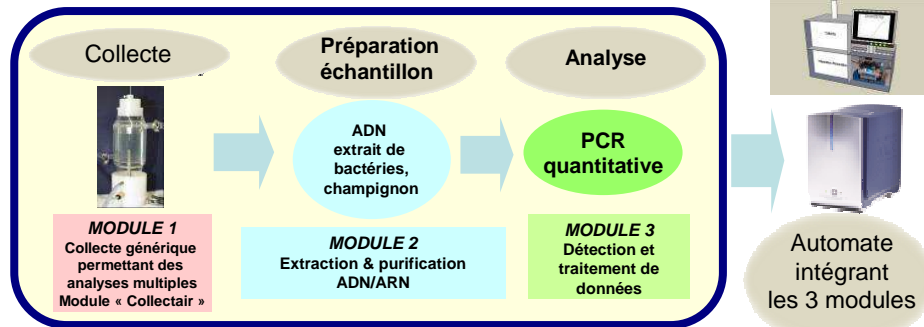 Collecte
Préparation
échantillon
Analyse
ADN
extrait de
bactéries,
champignon
PCR
quantitative
MODULE 1
Collecte générique
permettant des
analyses multiples
Module « Collectair »
MODULE 2
Extraction & purification
ADN/ARN
MODULE 3
Détection et
traitement de
données
Automate
intégrant
les 3 modules